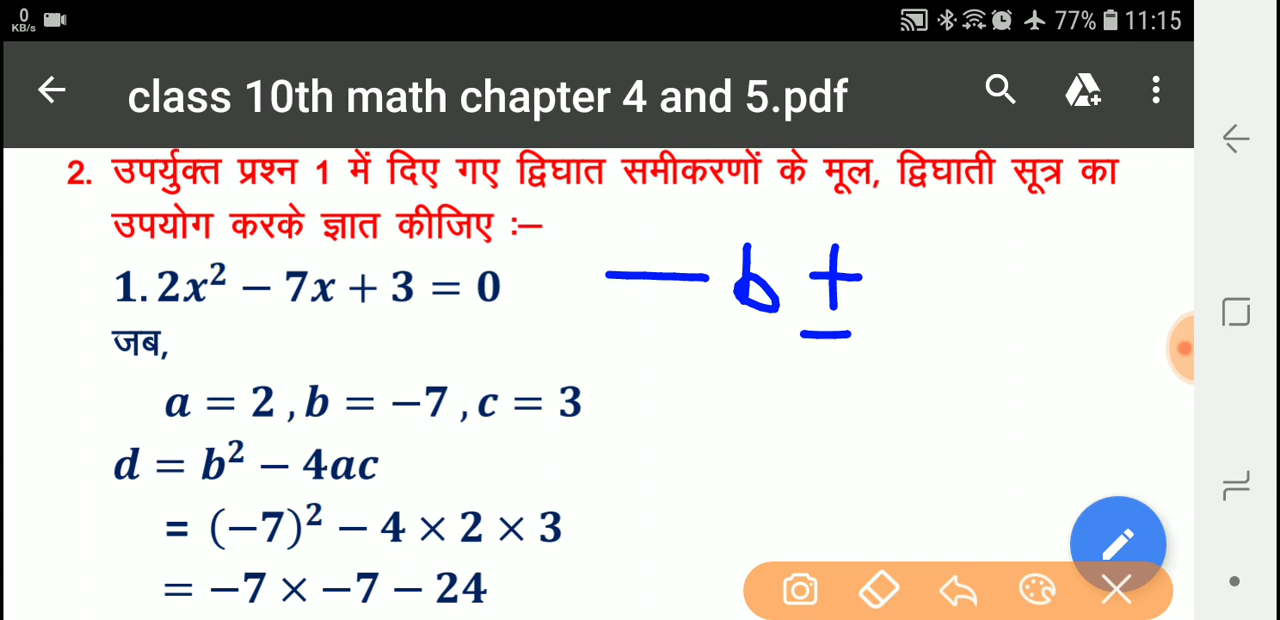 0
KB/s
77% 11:15
class 10th math chapter 4 and 5.pdf
2. उपर्युक्त प्रश्न 1 में दिए गए द्विघात समीकरणों के मूल, द्विघाती सूत्र का
उपयोग करके ज्ञात कीजिए :–
1. 2x² − 7x + 3 = 0
− b ±
जब,
a = 2 , b = −7 , c = 3
d = b² − 4ac
= (−7)² − 4 × 2 × 3
= −7 × −7 − 24